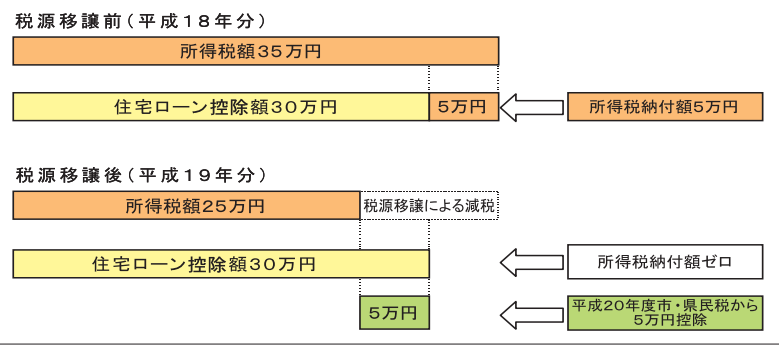 税源移譲前(平成18年分)
所得税額35万円
住宅ローン控除額30万円
5万円
所得税納付額5万円
税源移譲後(平成19年分)
所得税額25万円
税源移譲による減税
住宅ローン控除額30万円
所得税納付額ゼロ
5万円
平成20年度市・県民税から
5万円控除